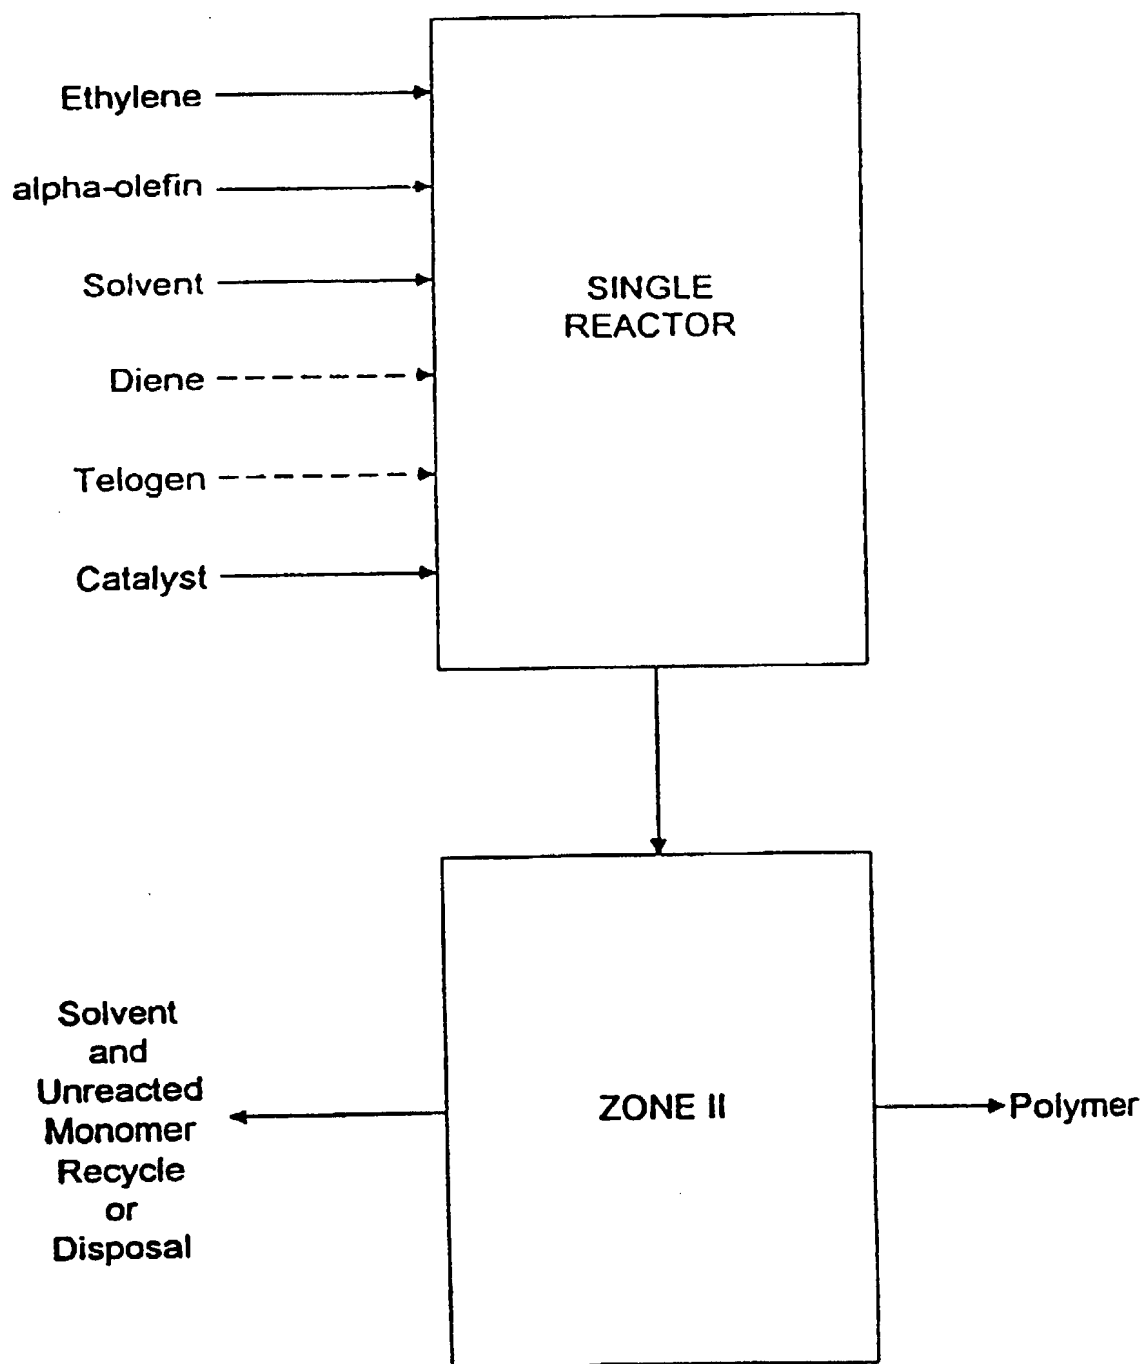 Ethylene
alpha-olefin
Solvent
Diene
Telogen
Catalyst
SINGLE
REACTOR
Solvent
and
Unreacted
Monomer
Recycle
or
Disposal
ZONE II
Polymer